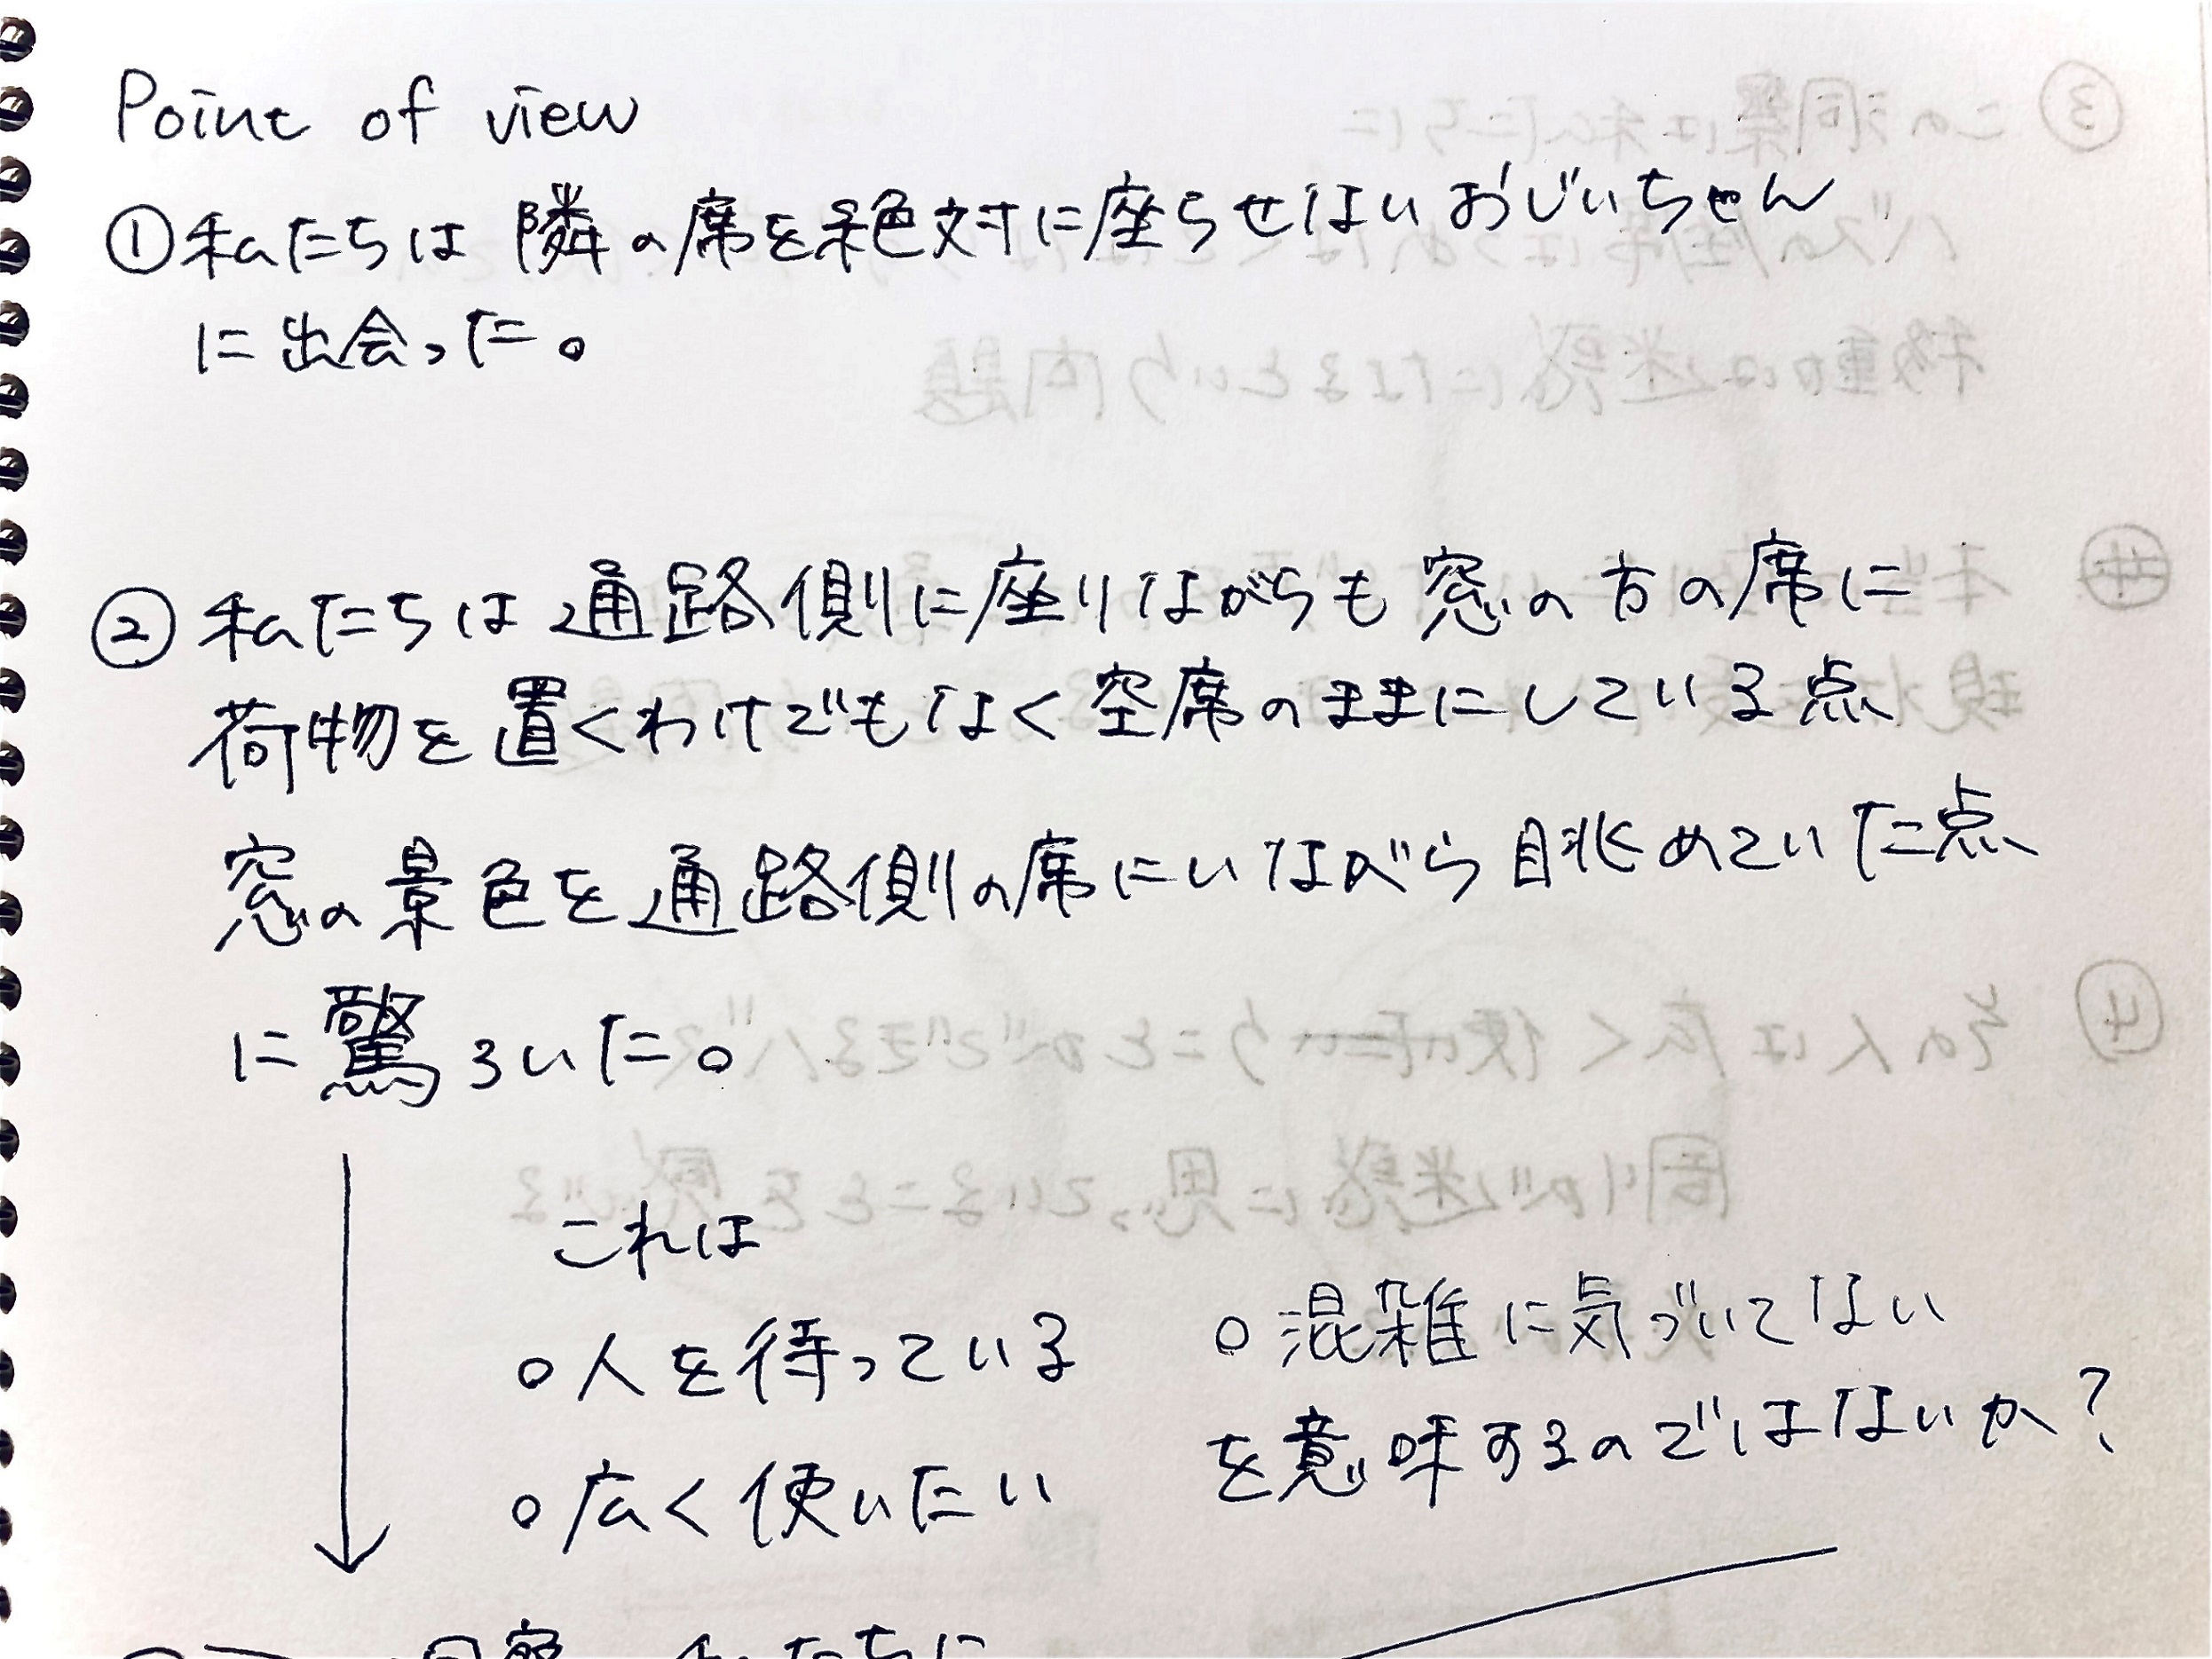 Point of view
①私たちは隣の席を絶対に座らせないおじいちゃん
に出会った。
②私たちは通路側に座りながらも窓の方の席に
荷物を置くわけでもなく空席のままにしている点
窓の景色を通路側の席にいながら眺めていた点
に驚ろいた。
これは
○人を待っている
○広く使いたい
○混雑に気づいてない
を意味するのではないか?